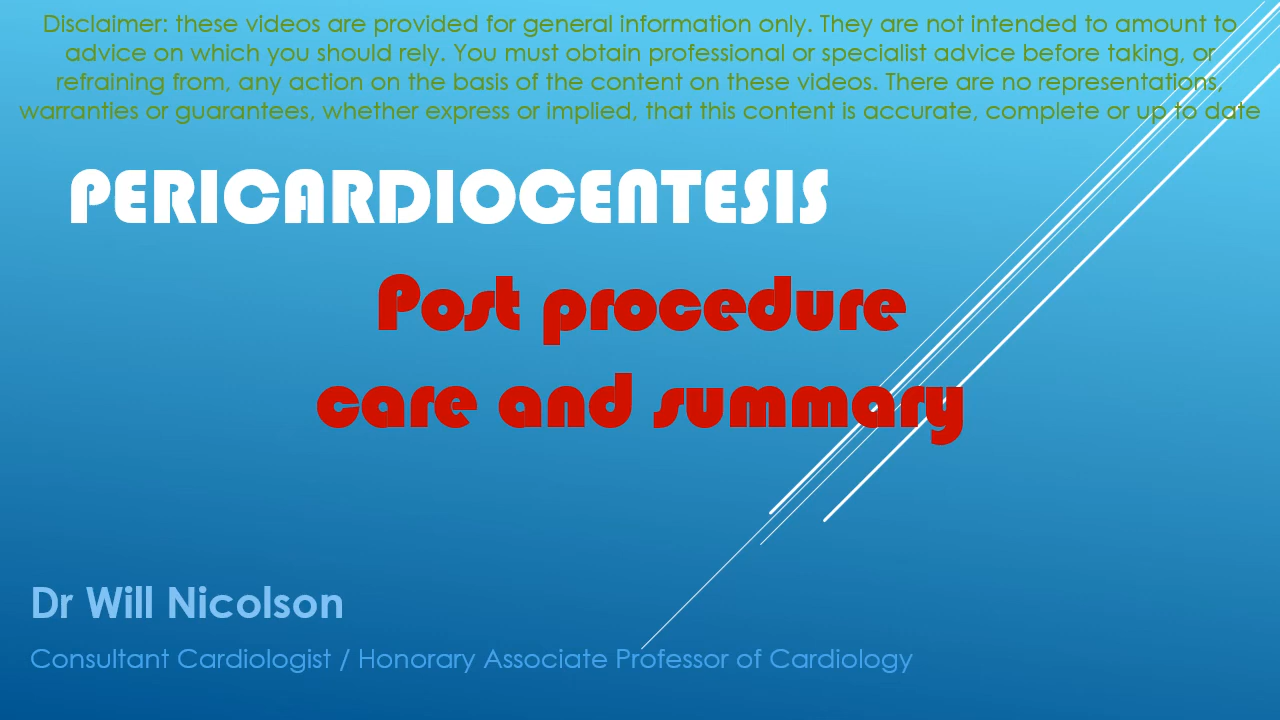 Disclaimer: these videos are provided for general information only. They are not intended to amount to
advice on which you should rely. You must obtain professional or specialist advice before taking, or
refraining from, any action on the basis of the content on these videos. There are no representations,
warranties or guarantees, whether express or implied, that this content is accurate, complete or up to date
PERICARDIOCENTESIS
Post procedure
care and summary
Dr Will Nicolson
Consultant Cardiologist / Honorary Associate Professor of Cardiology